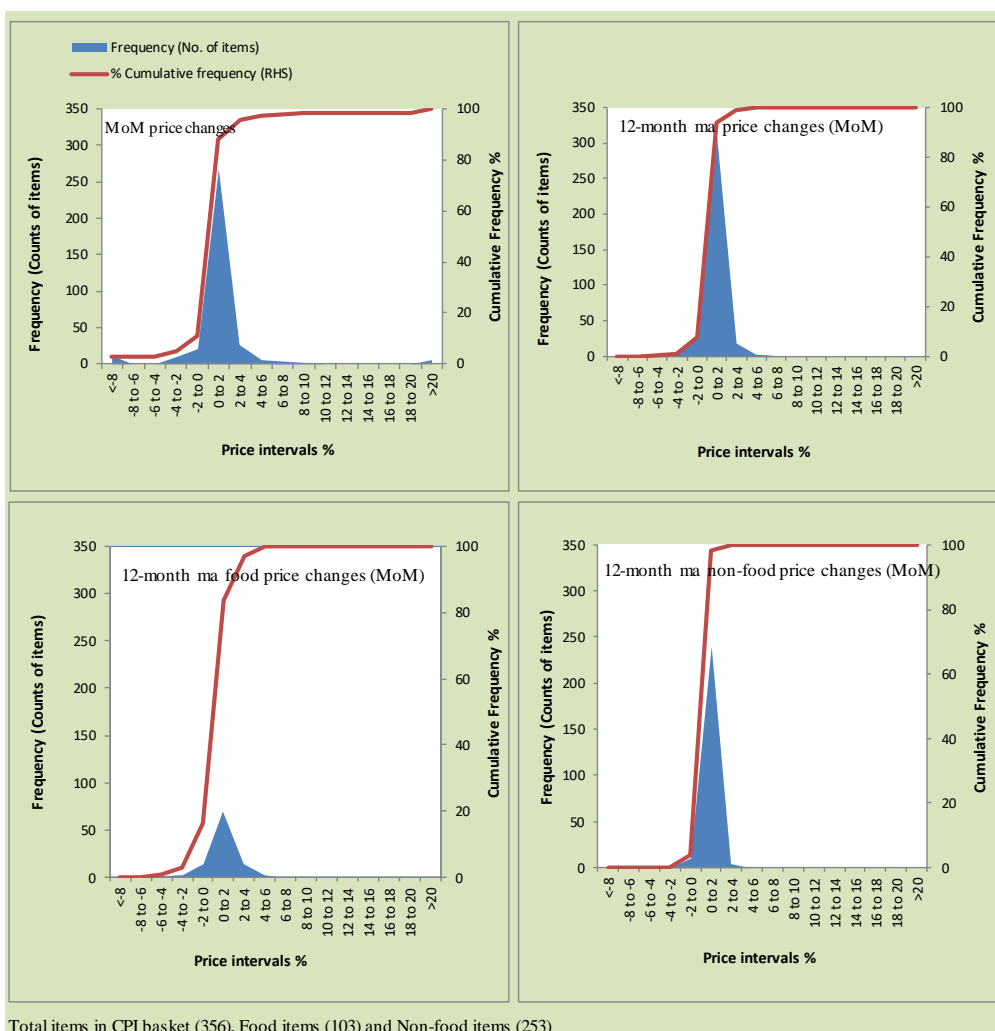 Frequency (No. of items)
% Cumulative frequency (RHS)
MoM price changes
350
300
250
200
150
100
50
0
100
80
60
40
20
0
Frequency (Counts of items)
Cumulative Frequency %
<-8
-8 to -6
-6 to -4
-4 to -2
-2 to 0
0 to 2
2 to 4
4 to 6
6 to 8
8 to 10
10 to 12
12 to 14
14 to 16
16 to 18
18 to 20
>20
Price intervals %
12-month ma price changes (MoM)
350
300
250
200
150
100
50
0
100
80
60
40
20
0
Frequency (Counts of items)
Cumulative Frequency %
<-8
-8 to -6
-6 to -4
-4 to -2
-2 to 0
0 to 2
2 to 4
4 to 6
6 to 8
8 to 10
10 to 12
12 to 14
14 to 16
16 to 18
18 to 20
>20
Price intervals %
12-month ma food price changes (MoM)
350
300
250
200
150
100
50
0
100
80
60
40
20
0
Frequency (Counts of items)
Cumulative Frequency %
<-8
-8 to -6
-6 to -4
-4 to -2
-2 to 0
0 to 2
2 to 4
4 to 6
6 to 8
8 to 10
10 to 12
12 to 14
14 to 16
16 to 18
18 to 20
>20
Price intervals %
12-month ma non-food price changes (MoM)
350
300
250
200
150
100
50
0
100
80
60
40
20
0
Frequency (Counts of items)
Cumulative Frequency %
<-8
-8 to -6
-6 to -4
-4 to -2
-2 to 0
0 to 2
2 to 4
4 to 6
6 to 8
8 to 10
10 to 12
12 to 14
14 to 16
16 to 18
18 to 20
>20
Price intervals %
Total items in CPI basket (356), Food items (103) and Non-food items (253)